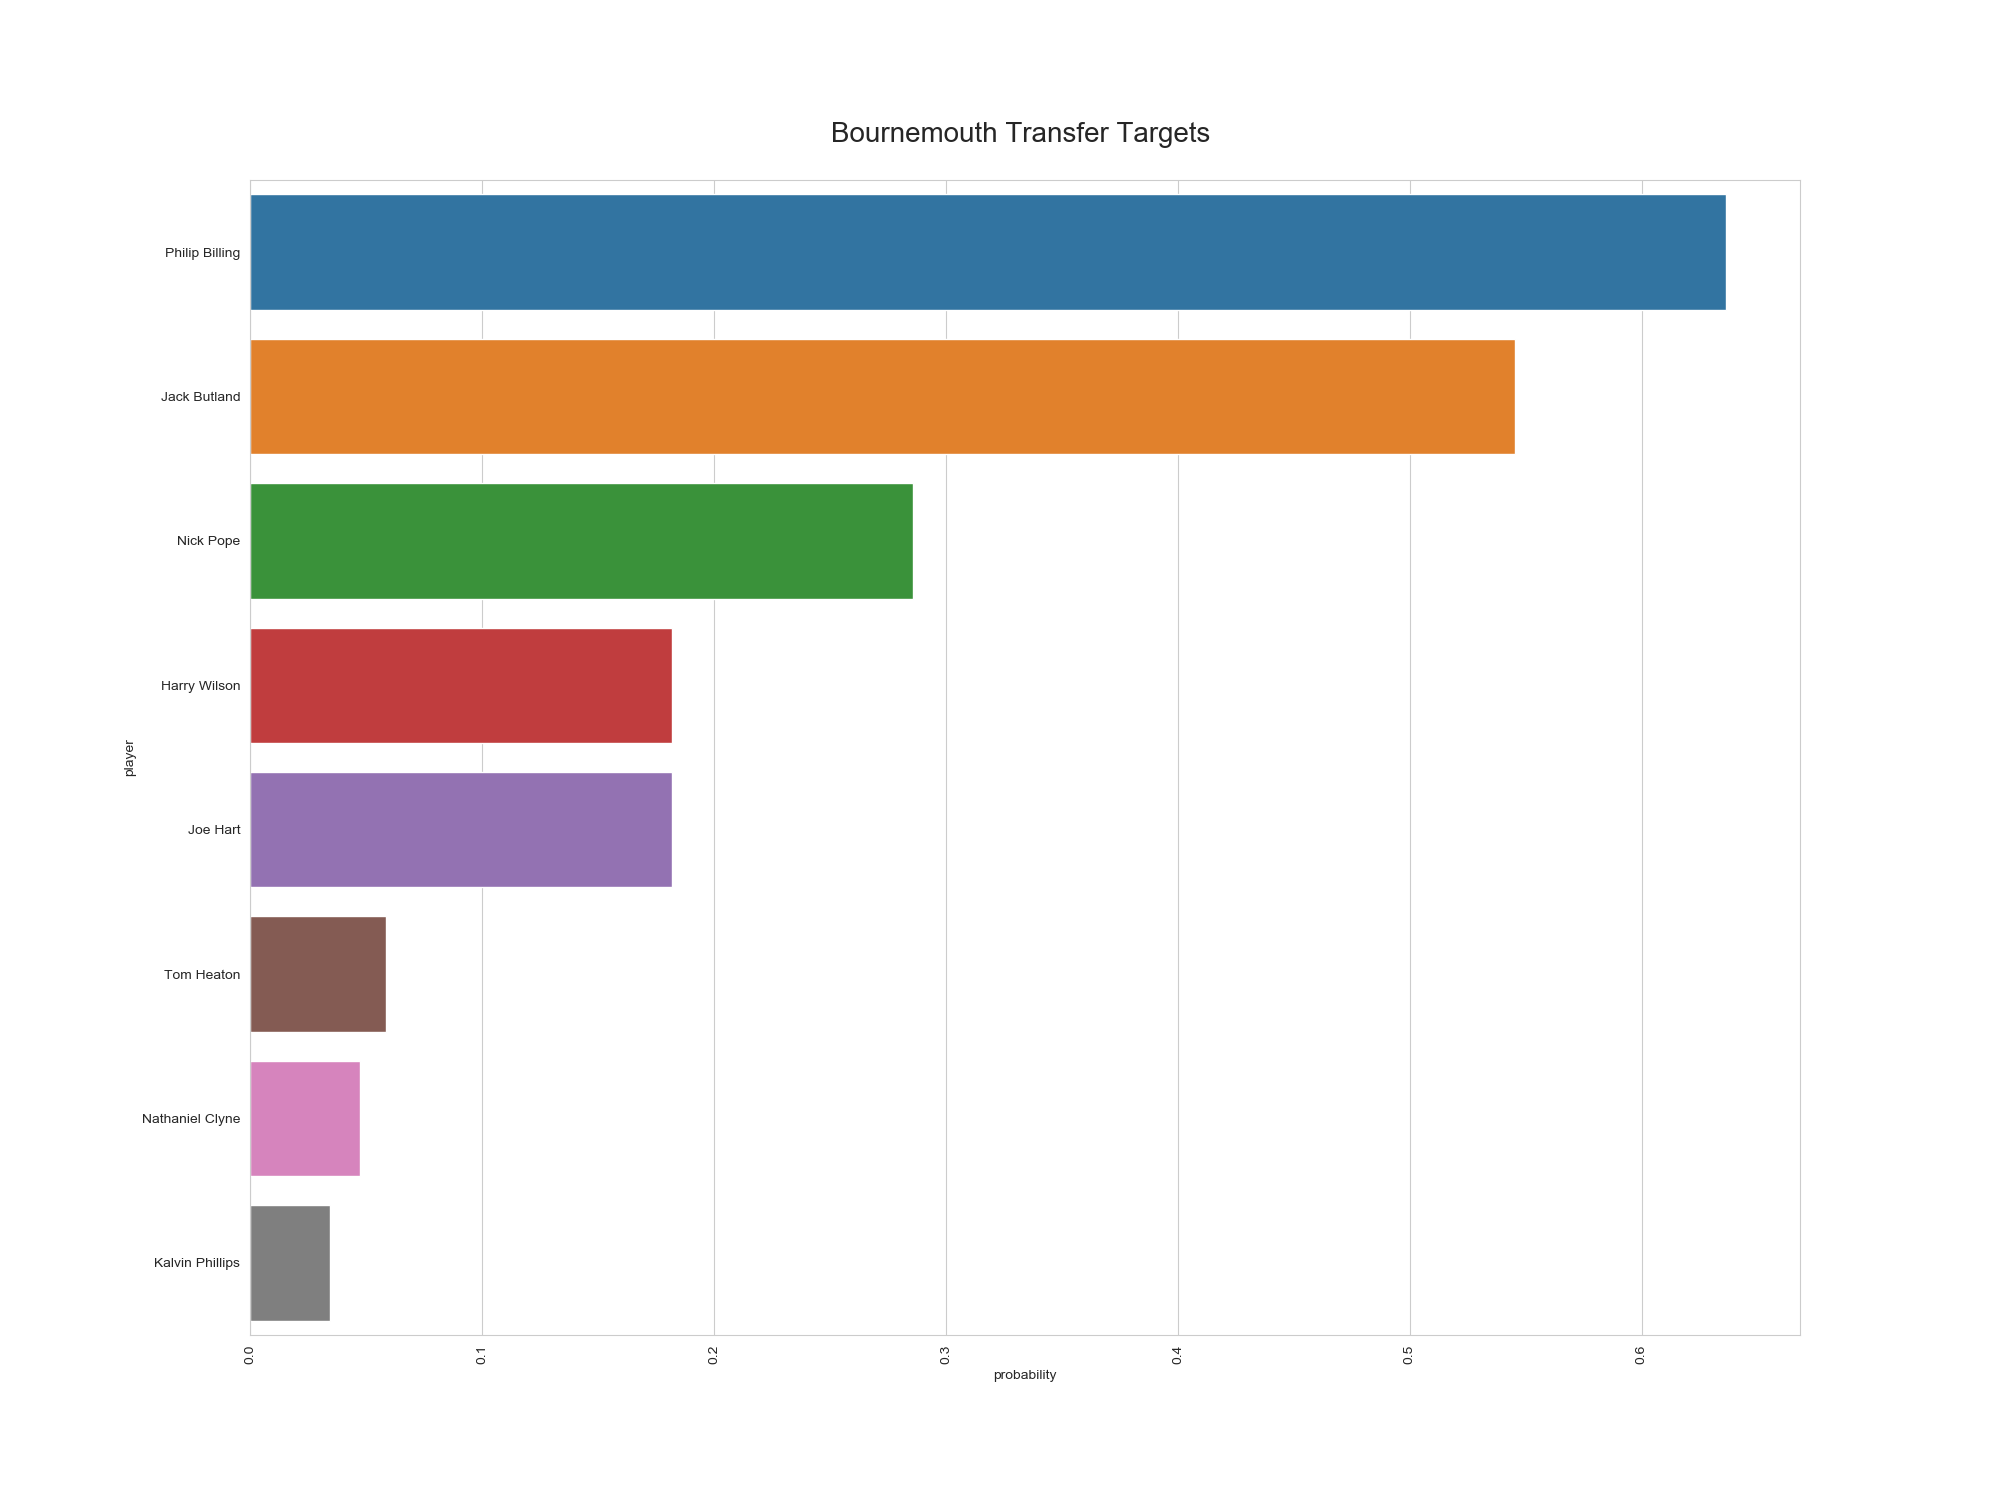 Bournemouth Transfer Targets
Philip Billing
Jack Butland
Nick Pope
Harry Wilson
Joe Hart
Tom Heaton
Nathaniel Clyne
Kalvin Phillips
player
0.0 0.1 0.2 0.3 0.4 0.5 0.6
probability